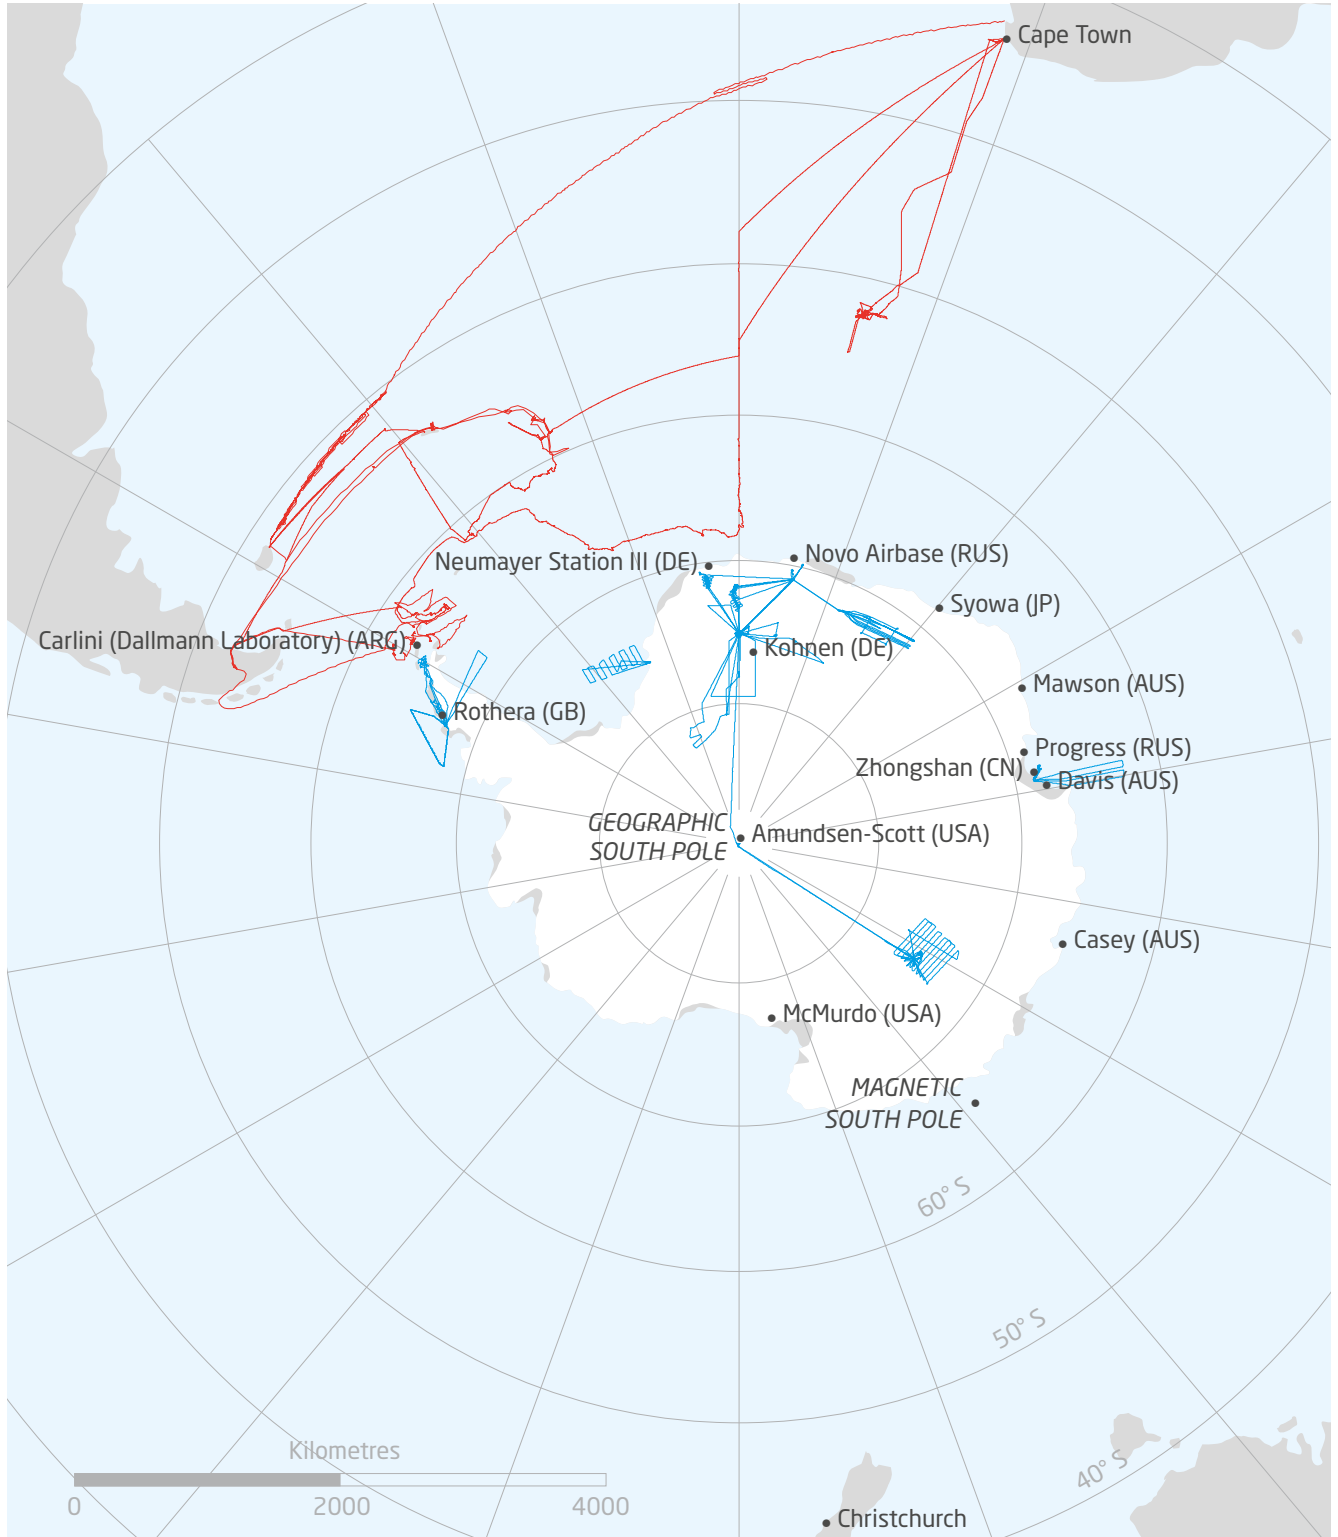 Cape Town
Neumayer Station III (DE)
Novo Airbase (RUS)
Syowa (JP)
Carlini (Dallmann Laboratory) (ARG)
Kohnen (DE)
Mawson (AUS)
Rothera (GB)
Progress (RUS)
Zhongshan (CN)
Davis (AUS)
GEOGRAPHIC
SOUTH POLE
Amundsen-Scott (USA)
Casey (AUS)
McMurdo (USA)
MAGNETIC
SOUTH POLE
60° S
50° S
40° S
Kilometres
0 2000 4000
Christchurch